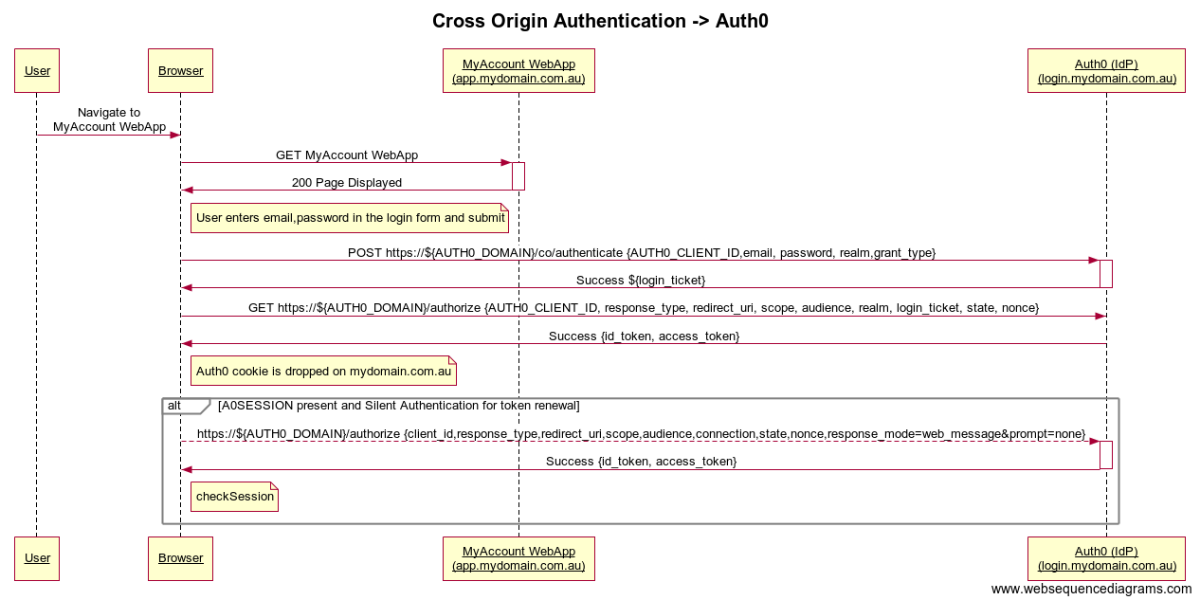 Cross Origin Authentication -> Auth0
User
Browser
MyAccount WebApp
(app.mydomain.com.au)
Auth0 (IdP)
(login.mydomain.com.au)
Navigate to
MyAccount WebApp
GET MyAccount WebApp
200 Page Displayed
User enters email,password in the login form and submit
POST https://${AUTH0_DOMAIN}/co/authenticate {AUTH0_CLIENT_ID,email, password, realm,grant_type}
Success ${login_ticket}
GET https://${AUTH0_DOMAIN}/authorize {AUTH0_CLIENT_ID, response_type, redirect_uri, scope, audience, realm, login_ticket, state, nonce}
Success {id_token, access_token}
Auth0 cookie is dropped on mydomain.com.au
alt
[A0SESSION present and Silent Authentication for token renewal]
https://${AUTH0_DOMAIN}/authorize {client_id,response_type,redirect_uri,scope,audience,connection,state,nonce,response_mode=web_message&prompt=none}
Success {id_token, access_token}
checkSession
User
Browser
MyAccount WebApp
(app.mydomain.com.au)
Auth0 (IdP)
(login.mydomain.com.au)
www.websequencediagrams.com